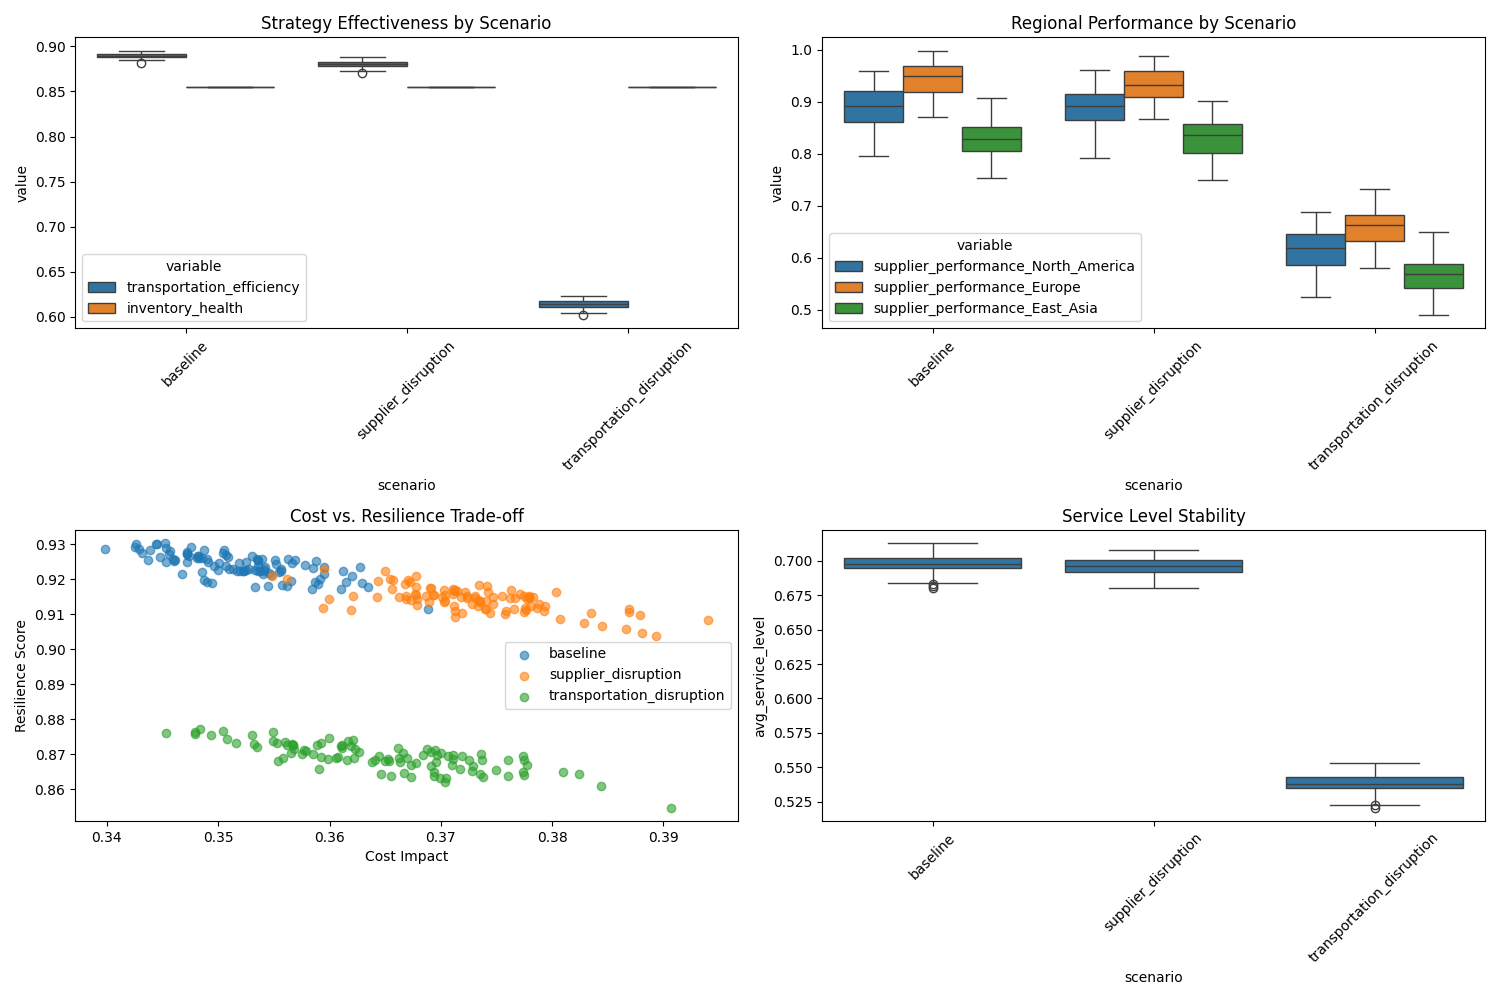 Strategy Effectiveness by Scenario
value
0.90
0.85
0.80
0.75
0.70
0.65
0.60
variable
transportation_efficiency
inventory_health
baseline
supplier_disruption
transportation_disruption
scenario
Regional Performance by Scenario
value
1.0
0.9
0.8
0.7
0.6
0.5
variable
supplier_performance_North_America
supplier_performance_Europe
supplier_performance_East_Asia
baseline
supplier_disruption
transportation_disruption
scenario
Cost vs. Resilience Trade-off
Resilience Score
0.93
0.92
0.91
0.90
0.89
0.88
0.87
0.86
baseline
supplier_disruption
transportation_disruption
0.34
0.35
0.36
0.37
0.38
0.39
Cost Impact
Service Level Stability
avg_service_level
0.700
0.675
0.650
0.625
0.600
0.575
0.550
0.525
baseline
supplier_disruption
transportation_disruption
scenario